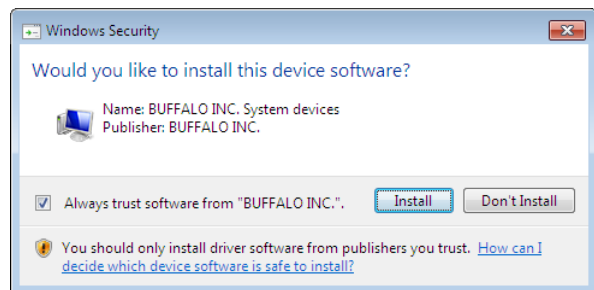 Windows Security
Would you like to install this device software?
Name: BUFFALO INC. System devices
Publisher: BUFFALO INC.
Always trust software from "BUFFALO INC.".
Install
Don't Install
You should only install driver software from publishers you trust. How can I
decide which device software is safe to install?